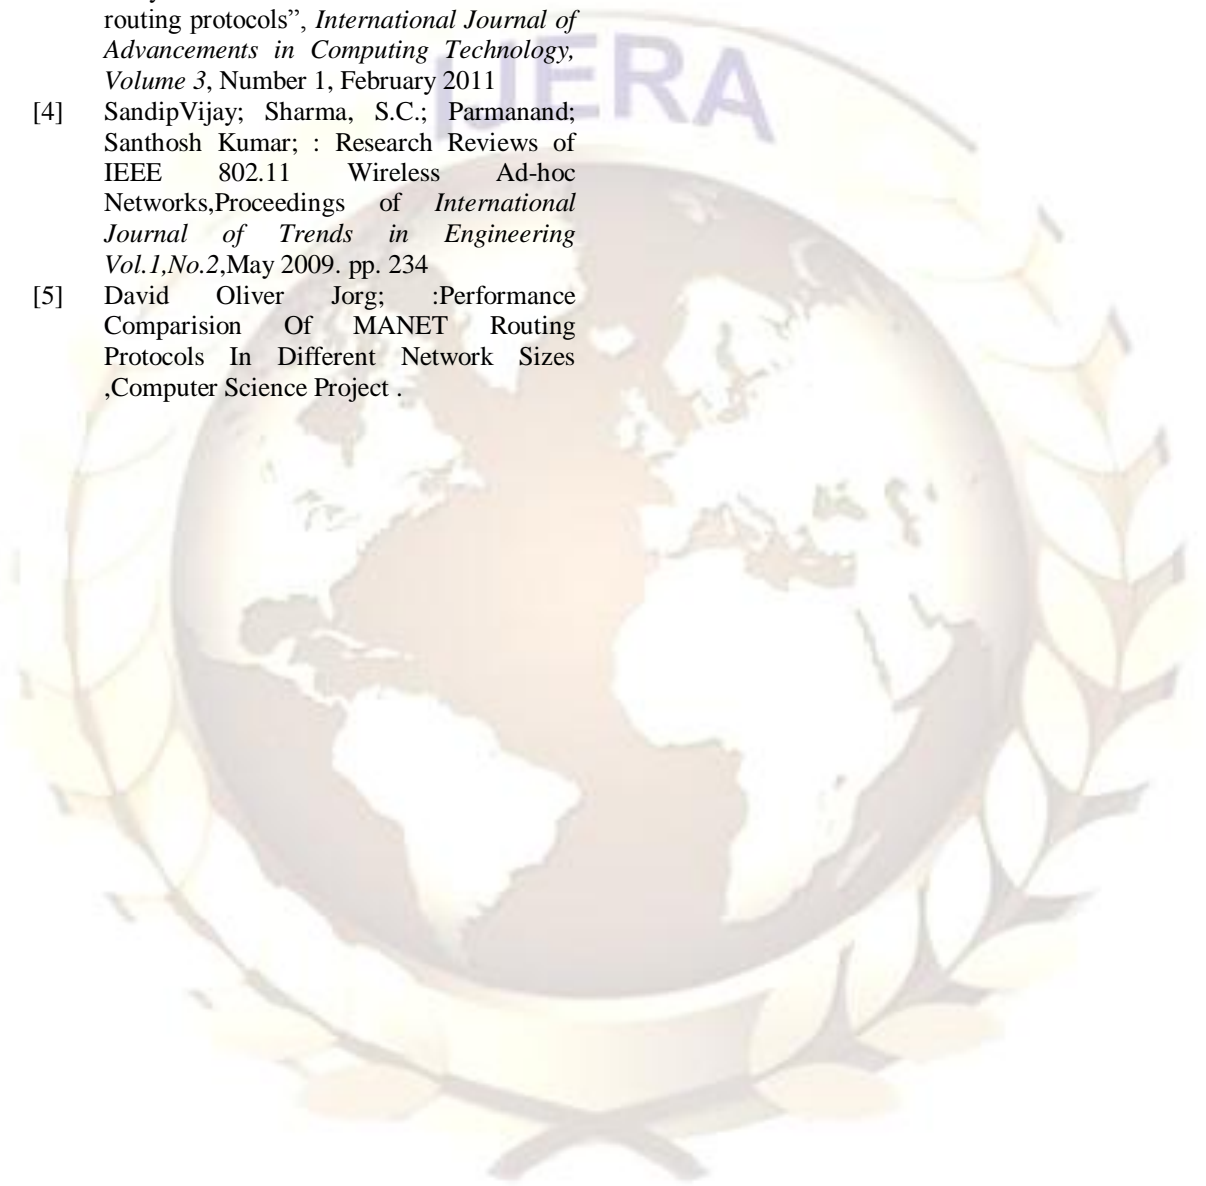 routing protocols”, International Journal of
Advancements in Computing Technology,
Volume 3, Number 1, February 2011
[4] SandipVijay; Sharma, S.C.; Parmanand;
Santhosh Kumar; : Research Reviews of
IEEE 802.11 Wireless Ad-hoc
Networks,Proceedings of International
Journal of Trends in Engineering
Vol.1,No.2,May 2009. pp. 234
[5] David Oliver Jorg; :Performance
Comparision Of MANET Routing
Protocols In Different Network Sizes
,Computer Science Project .
IJERA